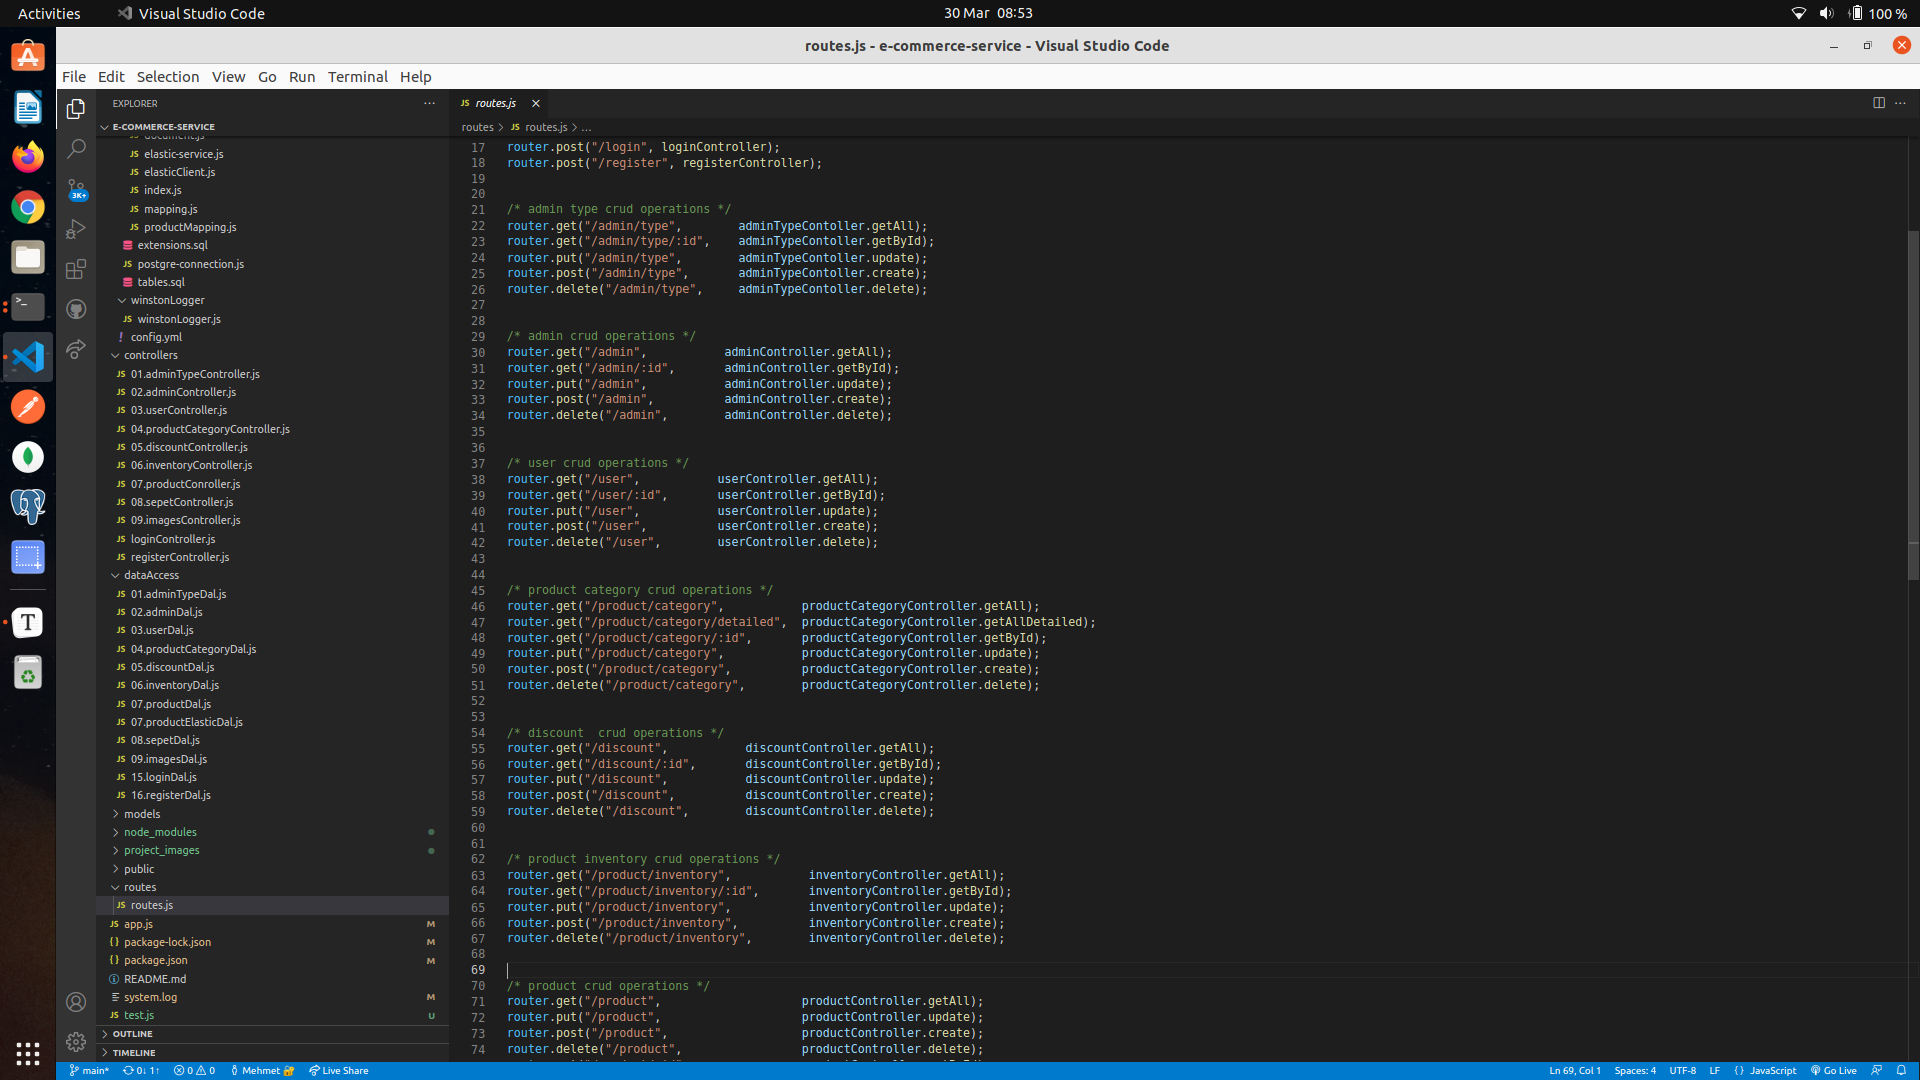 Activities
Visual Studio Code
30 Mar 08:53
100 %
routes.js - e-commerce-service - Visual Studio Code
File Edit Selection View Go Run Terminal Help
EXPLORER
E-COMMERCE-SERVICE
document.js
elastic-service.js
elasticClient.js
index.js
mapping.js
productMapping.js
extensions.sql
postgre-connection.js
tables.sql
winstonLogger
winstonLogger.js
config.yml
controllers
01.adminTypeController.js
02.adminController.js
03.userController.js
04.productCategoryController.js
05.discountController.js
06.inventoryController.js
07.productConroller.js
08.sepetController.js
09.imagesController.js
loginController.js
registerController.js
dataAccess
01.adminTypeDal.js
02.adminDal.js
03.userDal.js
04.productCategoryDal.js
05.discountDal.js
06.inventoryDal.js
07.productDal.js
07.productElasticDal.js
08.sepetDal.js
09.imagesDal.js
15.loginDal.js
16.registerDal.js
models
node_modules
project_images
public
routes
routes.js
app.js M
package-lock.json M
package.json M
README.md
system.log M
test.js U
OUTLINE
TIMELINE
3K+
JS routes.js
routes > JS routes.js > ...
17 router.post("/login", loginController);
18 router.post("/register", registerController);
19
20
21 /* admin type crud operations */
22 router.get("/admin/type", adminTypeContoller.getAll);
23 router.get("/admin/type/:id", adminTypeContoller.getById);
24 router.put("/admin/type", adminTypeContoller.update);
25 router.post("/admin/type", adminTypeContoller.create);
26 router.delete("/admin/type", adminTypeContoller.delete);
27
28
29 /* admin crud operations */
30 router.get("/admin", adminController.getAll);
31 router.get("/admin/:id", adminController.getById);
32 router.put("/admin", adminController.update);
33 router.post("/admin", adminController.create);
34 router.delete("/admin", adminController.delete);
35
36
37 /* user crud operations */
38 router.get("/user", userController.getAll);
39 router.get("/user/:id", userController.getById);
40 router.put("/user", userController.update);
41 router.post("/user", userController.create);
42 router.delete("/user", userController.delete);
43
44
45 /* product category crud operations */
46 router.get("/product/category", productCategoryController.getAll);
47 router.get("/product/category/detailed", productCategoryController.getAllDetailed);
48 router.get("/product/category/:id", productCategoryController.getById);
49 router.put("/product/category", productCategoryController.update);
50 router.post("/product/category", productCategoryController.create);
51 router.delete("/product/category", productCategoryController.delete);
52
53
54 /* discount  crud operations */
55 router.get("/discount", discountController.getAll);
56 router.get("/discount/:id", discountController.getById);
57 router.put("/discount", discountController.update);
58 router.post("/discount", discountController.create);
59 router.delete("/discount", discountController.delete);
60
61
62 /* product inventory crud operations */
63 router.get("/product/inventory", inventoryController.getAll);
64 router.get("/product/inventory/:id", inventoryController.getById);
65 router.put("/product/inventory", inventoryController.update);
66 router.post("/product/inventory", inventoryController.create);
67 router.delete("/product/inventory", inventoryController.delete);
68
69
70 /* product crud operations */
71 router.get("/product", productController.getAll);
72 router.put("/product", productController.update);
73 router.post("/product", productController.create);
74 router.delete("/product", productController.delete);
main* 0↓ 1↑ 0 0 Mehmet Live Share
Ln 69, Col 1 Spaces: 4 UTF-8 LF {} JavaScript Go Live